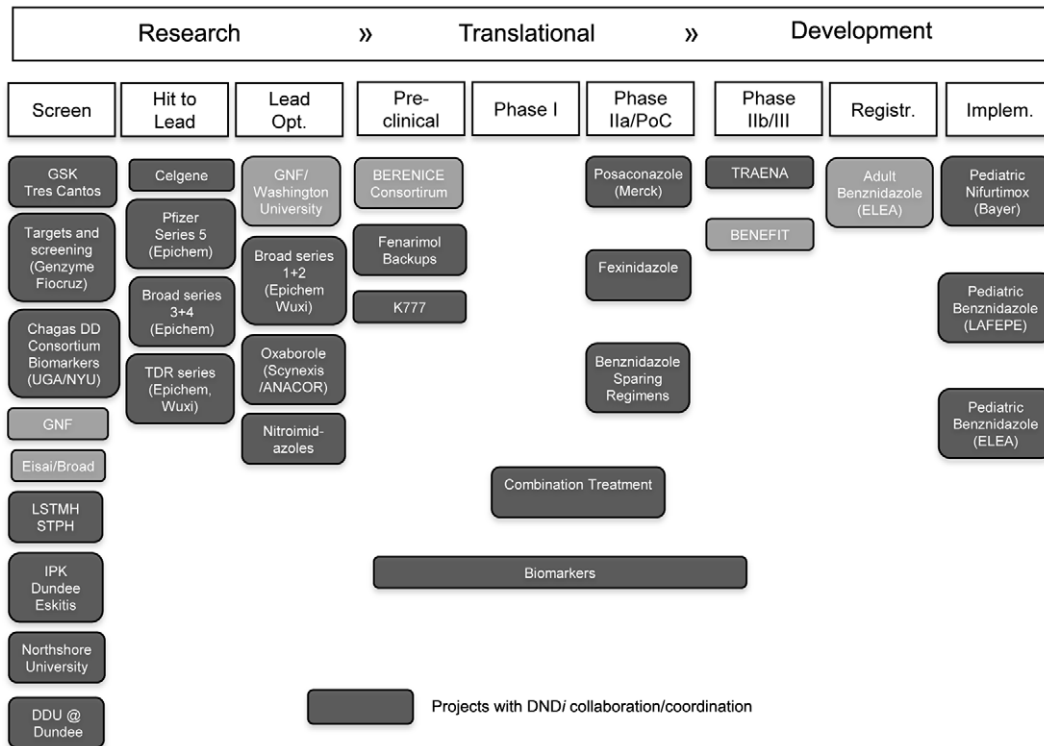 Research » Translational » Development
Screen
Hit to
Lead
Lead
Opt.
Pre-
clinical
Phase I
Phase
IIa/PoC
Phase
IIb/III
Registr.
Implem.
GSK
Tres Cantos
Targets and
screening
(Genzyme
Fiocruz)
Chagas DD
Consortium
Biomarkers
(UGA/NYU)
GNF
Eisai/Broad
LSTMH
STPH
IPK
Dundee
Eskitis
Northshore
University
DDU @
Dundee
Celgene
Pfizer
Series 5
(Epichem)
Broad series
3+4
(Epichem)
TDR series
(Epichem,
Wuxi)
GNF/
Washington
University
Broad series
1+2
(Epichem
Wuxi)
Oxaborole
(Scynexis
/ANACOR)
Nitroimid-
azoles
BERENICE
Consortirum
Fenarimol
Backups
K777
Posaconazole
(Merck)
Fexinidazole
Benznidazole
Sparing
Regimens
Combination Treatment
Biomarkers
TRAENA
BENEFIT
Adult
Benznidazole
(ELEA)
Pediatric
Nifurtimox
(Bayer)
Pediatric
Benznidazole
(LAFEPE)
Pediatric
Benznidazole
(ELEA)
Projects with DNDi collaboration/coordination